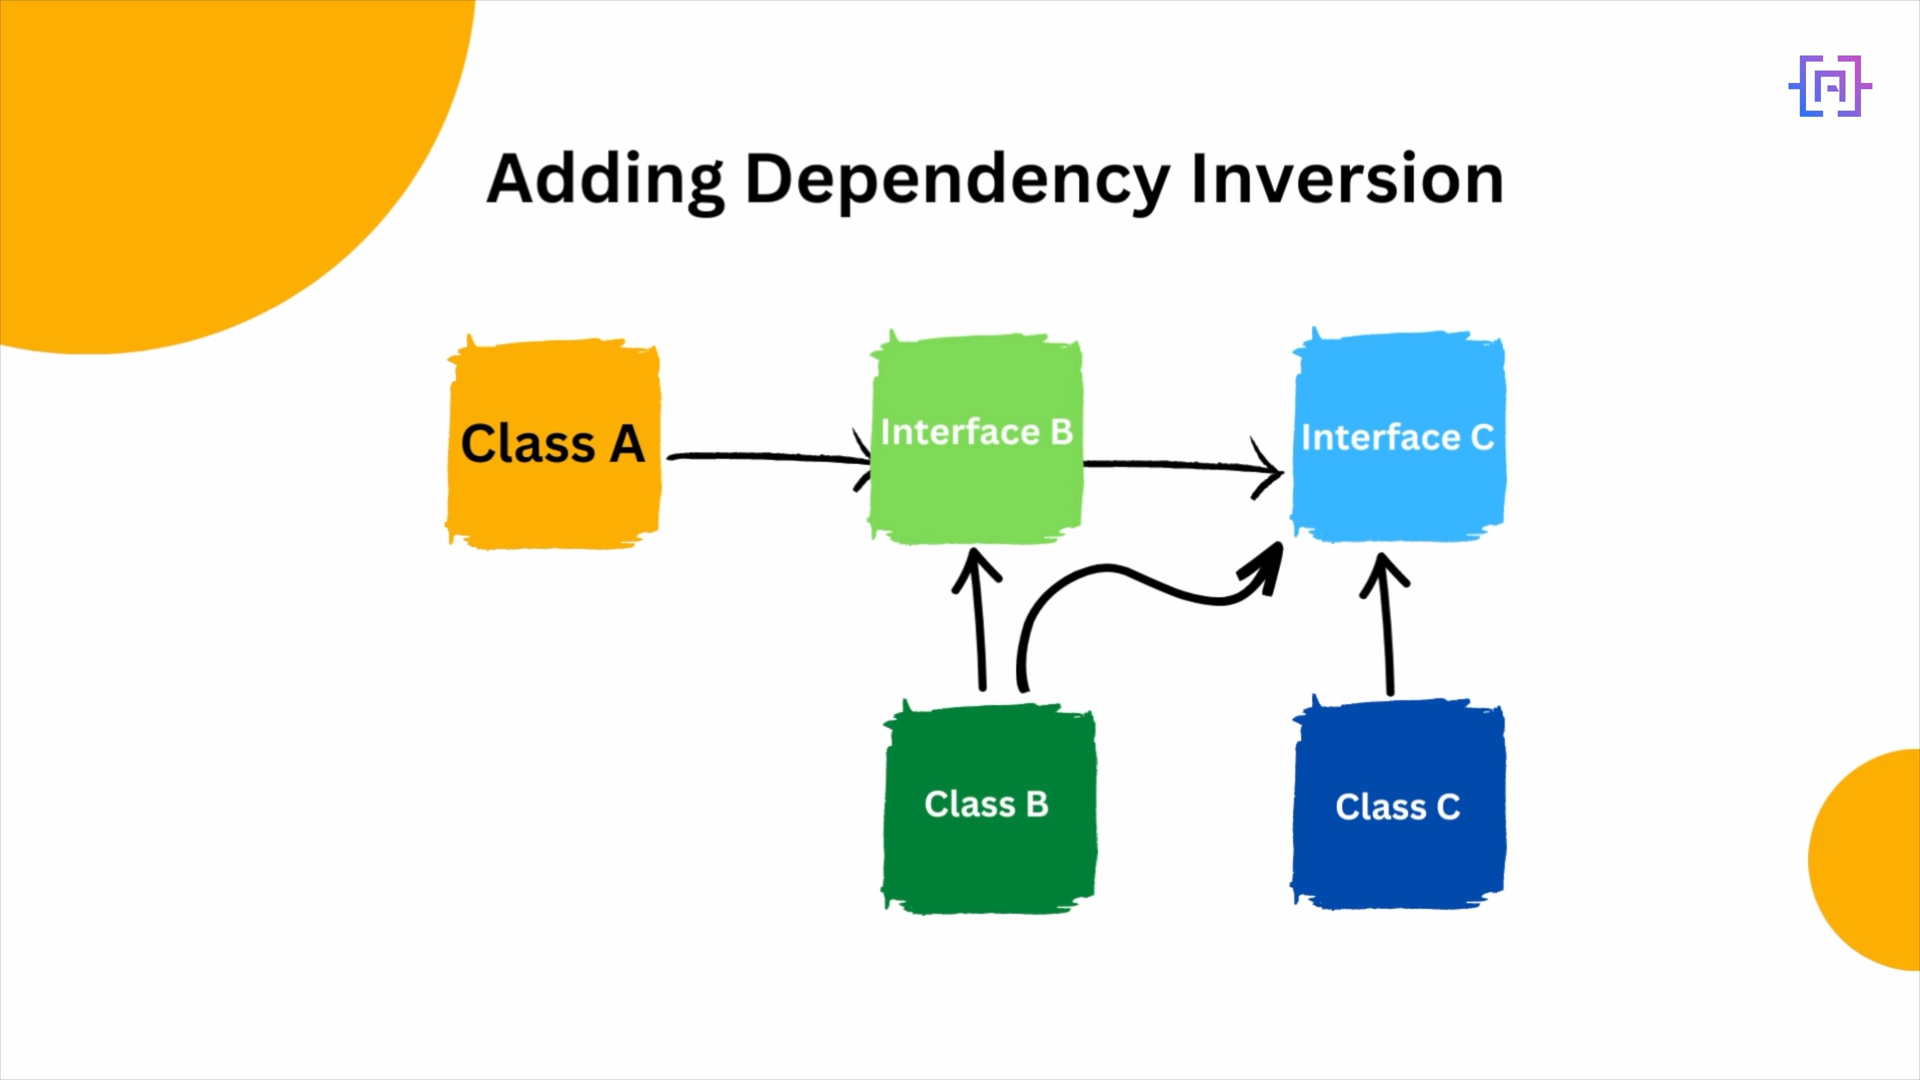 Adding Dependency Inversion
Class A
Interface B
Interface C
Class B
Class C